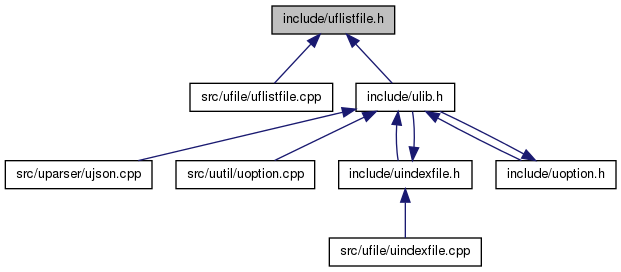 include/uflistfile.h
src/ufile/uflistfile.cpp
include/ulib.h
src/uparser/ujson.cpp
src/uutil/uoption.cpp
include/uindexfile.h
include/uoption.h
src/ufile/uindexfile.cpp